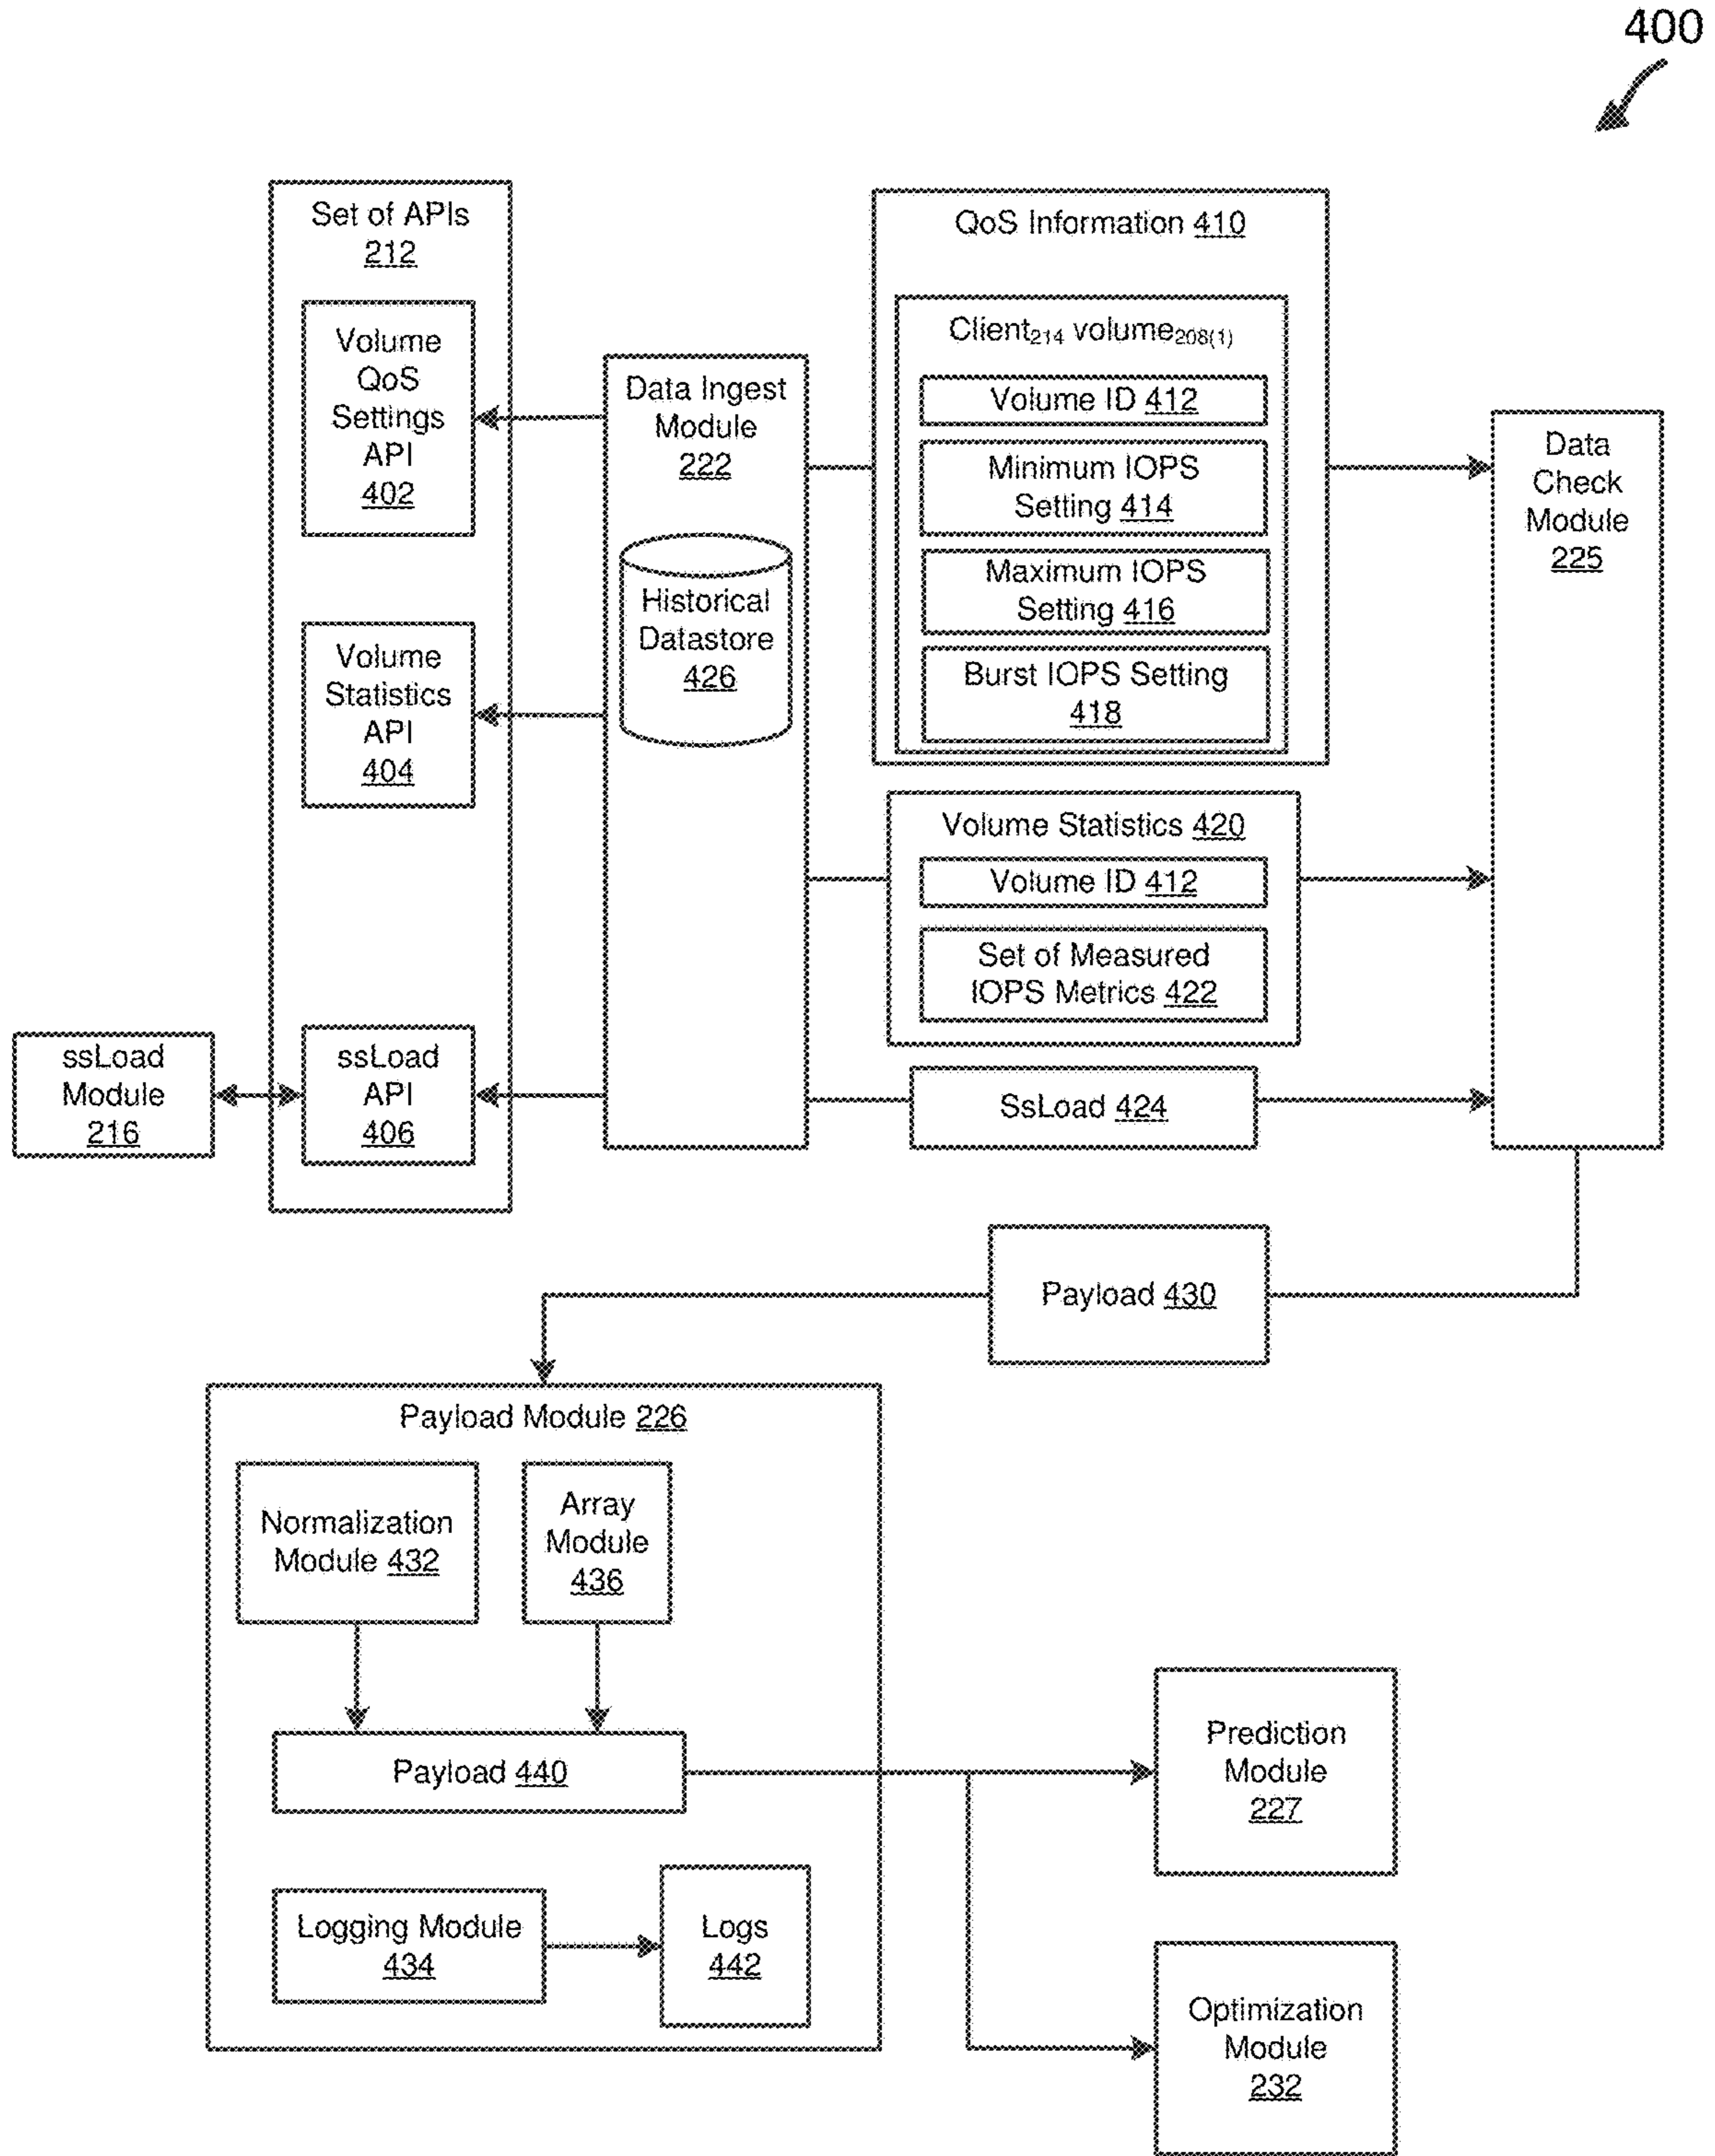 400
Set of APIs
212
Volume
QoS
Settings
API
402
Volume
Statistics
API
404
ssLoad
API
406
ssLoad
Module
216
Data Ingest
Module
222
Historical
Datastore
426
QoS Information 410
Client214 volume208(1)
Volume ID 412
Minimum IOPS
Setting 414
Maximum IOPS
Setting 416
Burst IOPS Setting
418
Volume Statistics 420
Volume ID 412
Set of Measured
IOPS Metrics 422
SsLoad 424
Data
Check
Module
225
Payload 430
Payload Module 226
Normalization
Module 432
Array
Module
436
Payload 440
Logging Module
434
Logs
442
Prediction
Module
227
Optimization
Module
232